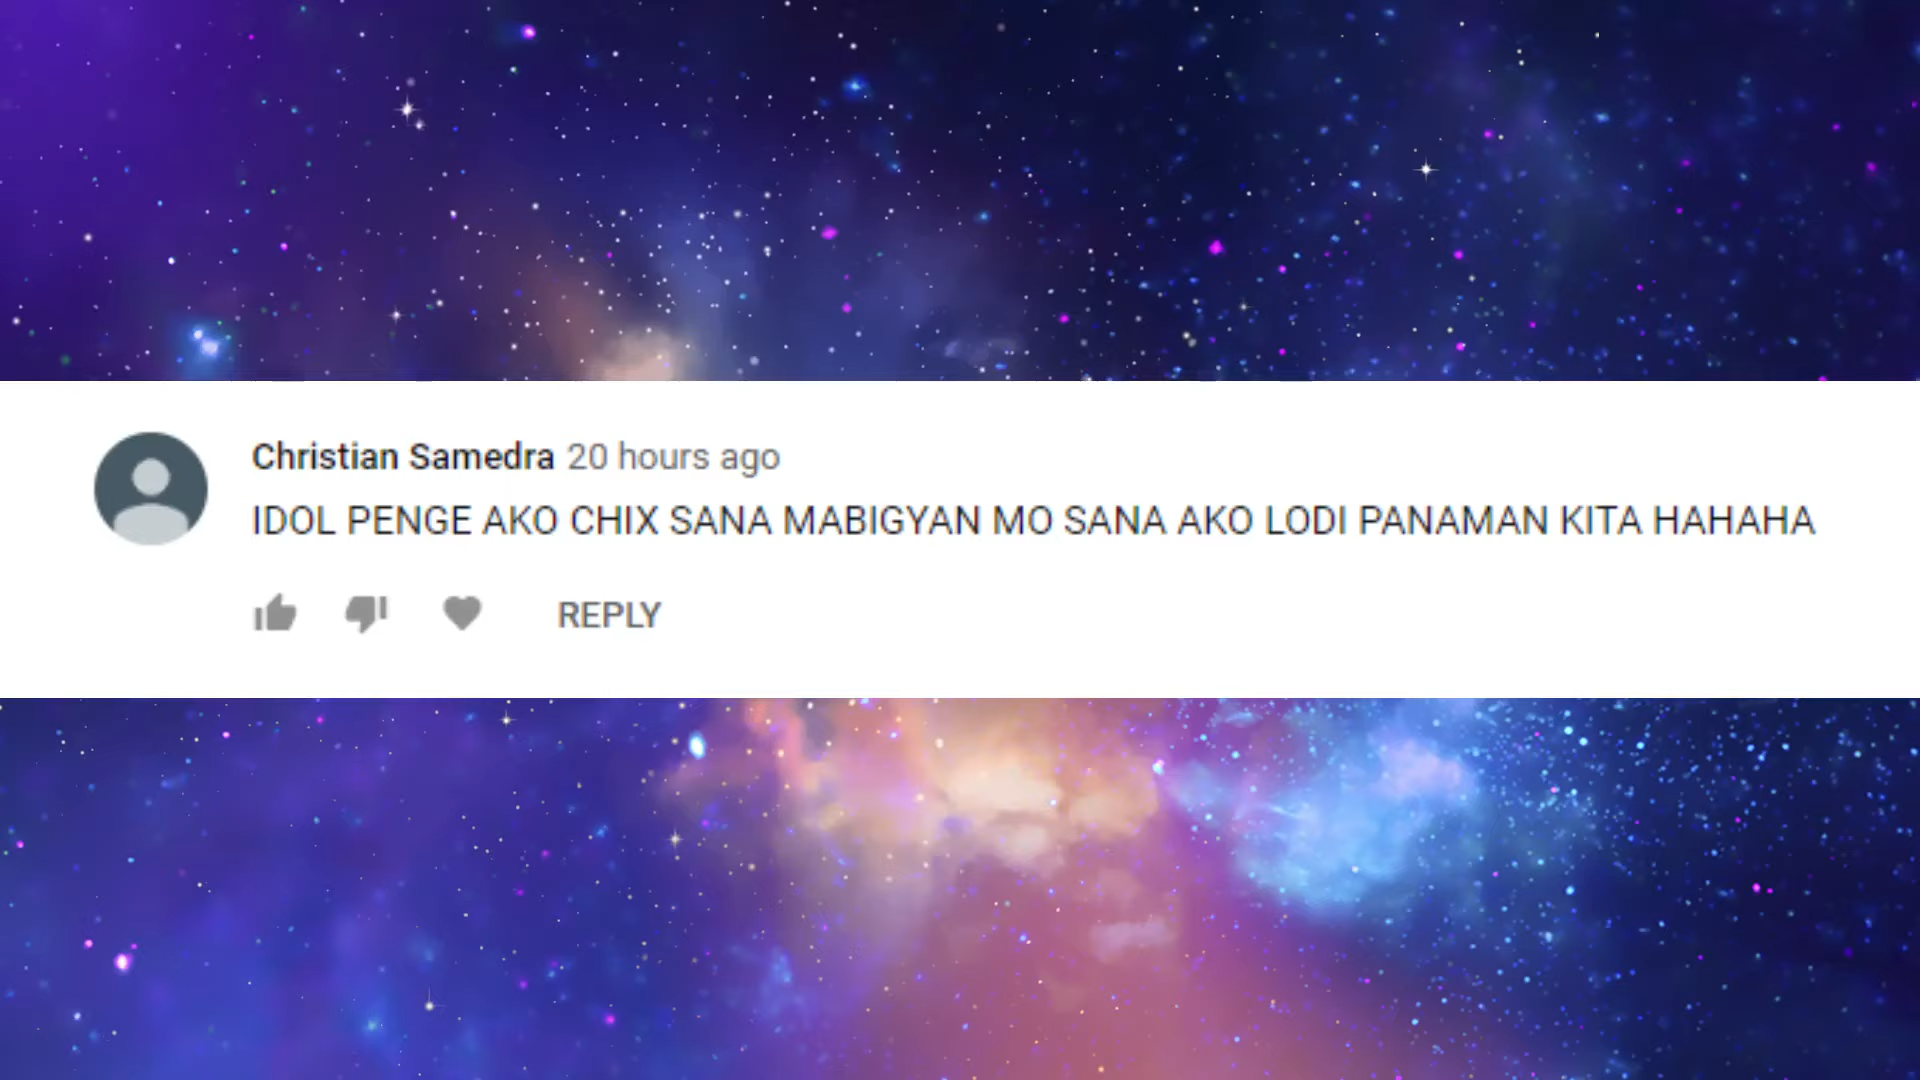 Christian Samedra 20 hours ago
IDOL PENGE AKO CHIX SANA MABIGYAN MO SANA AKO LODI PANAMAN KITA HAHAHA
REPLY